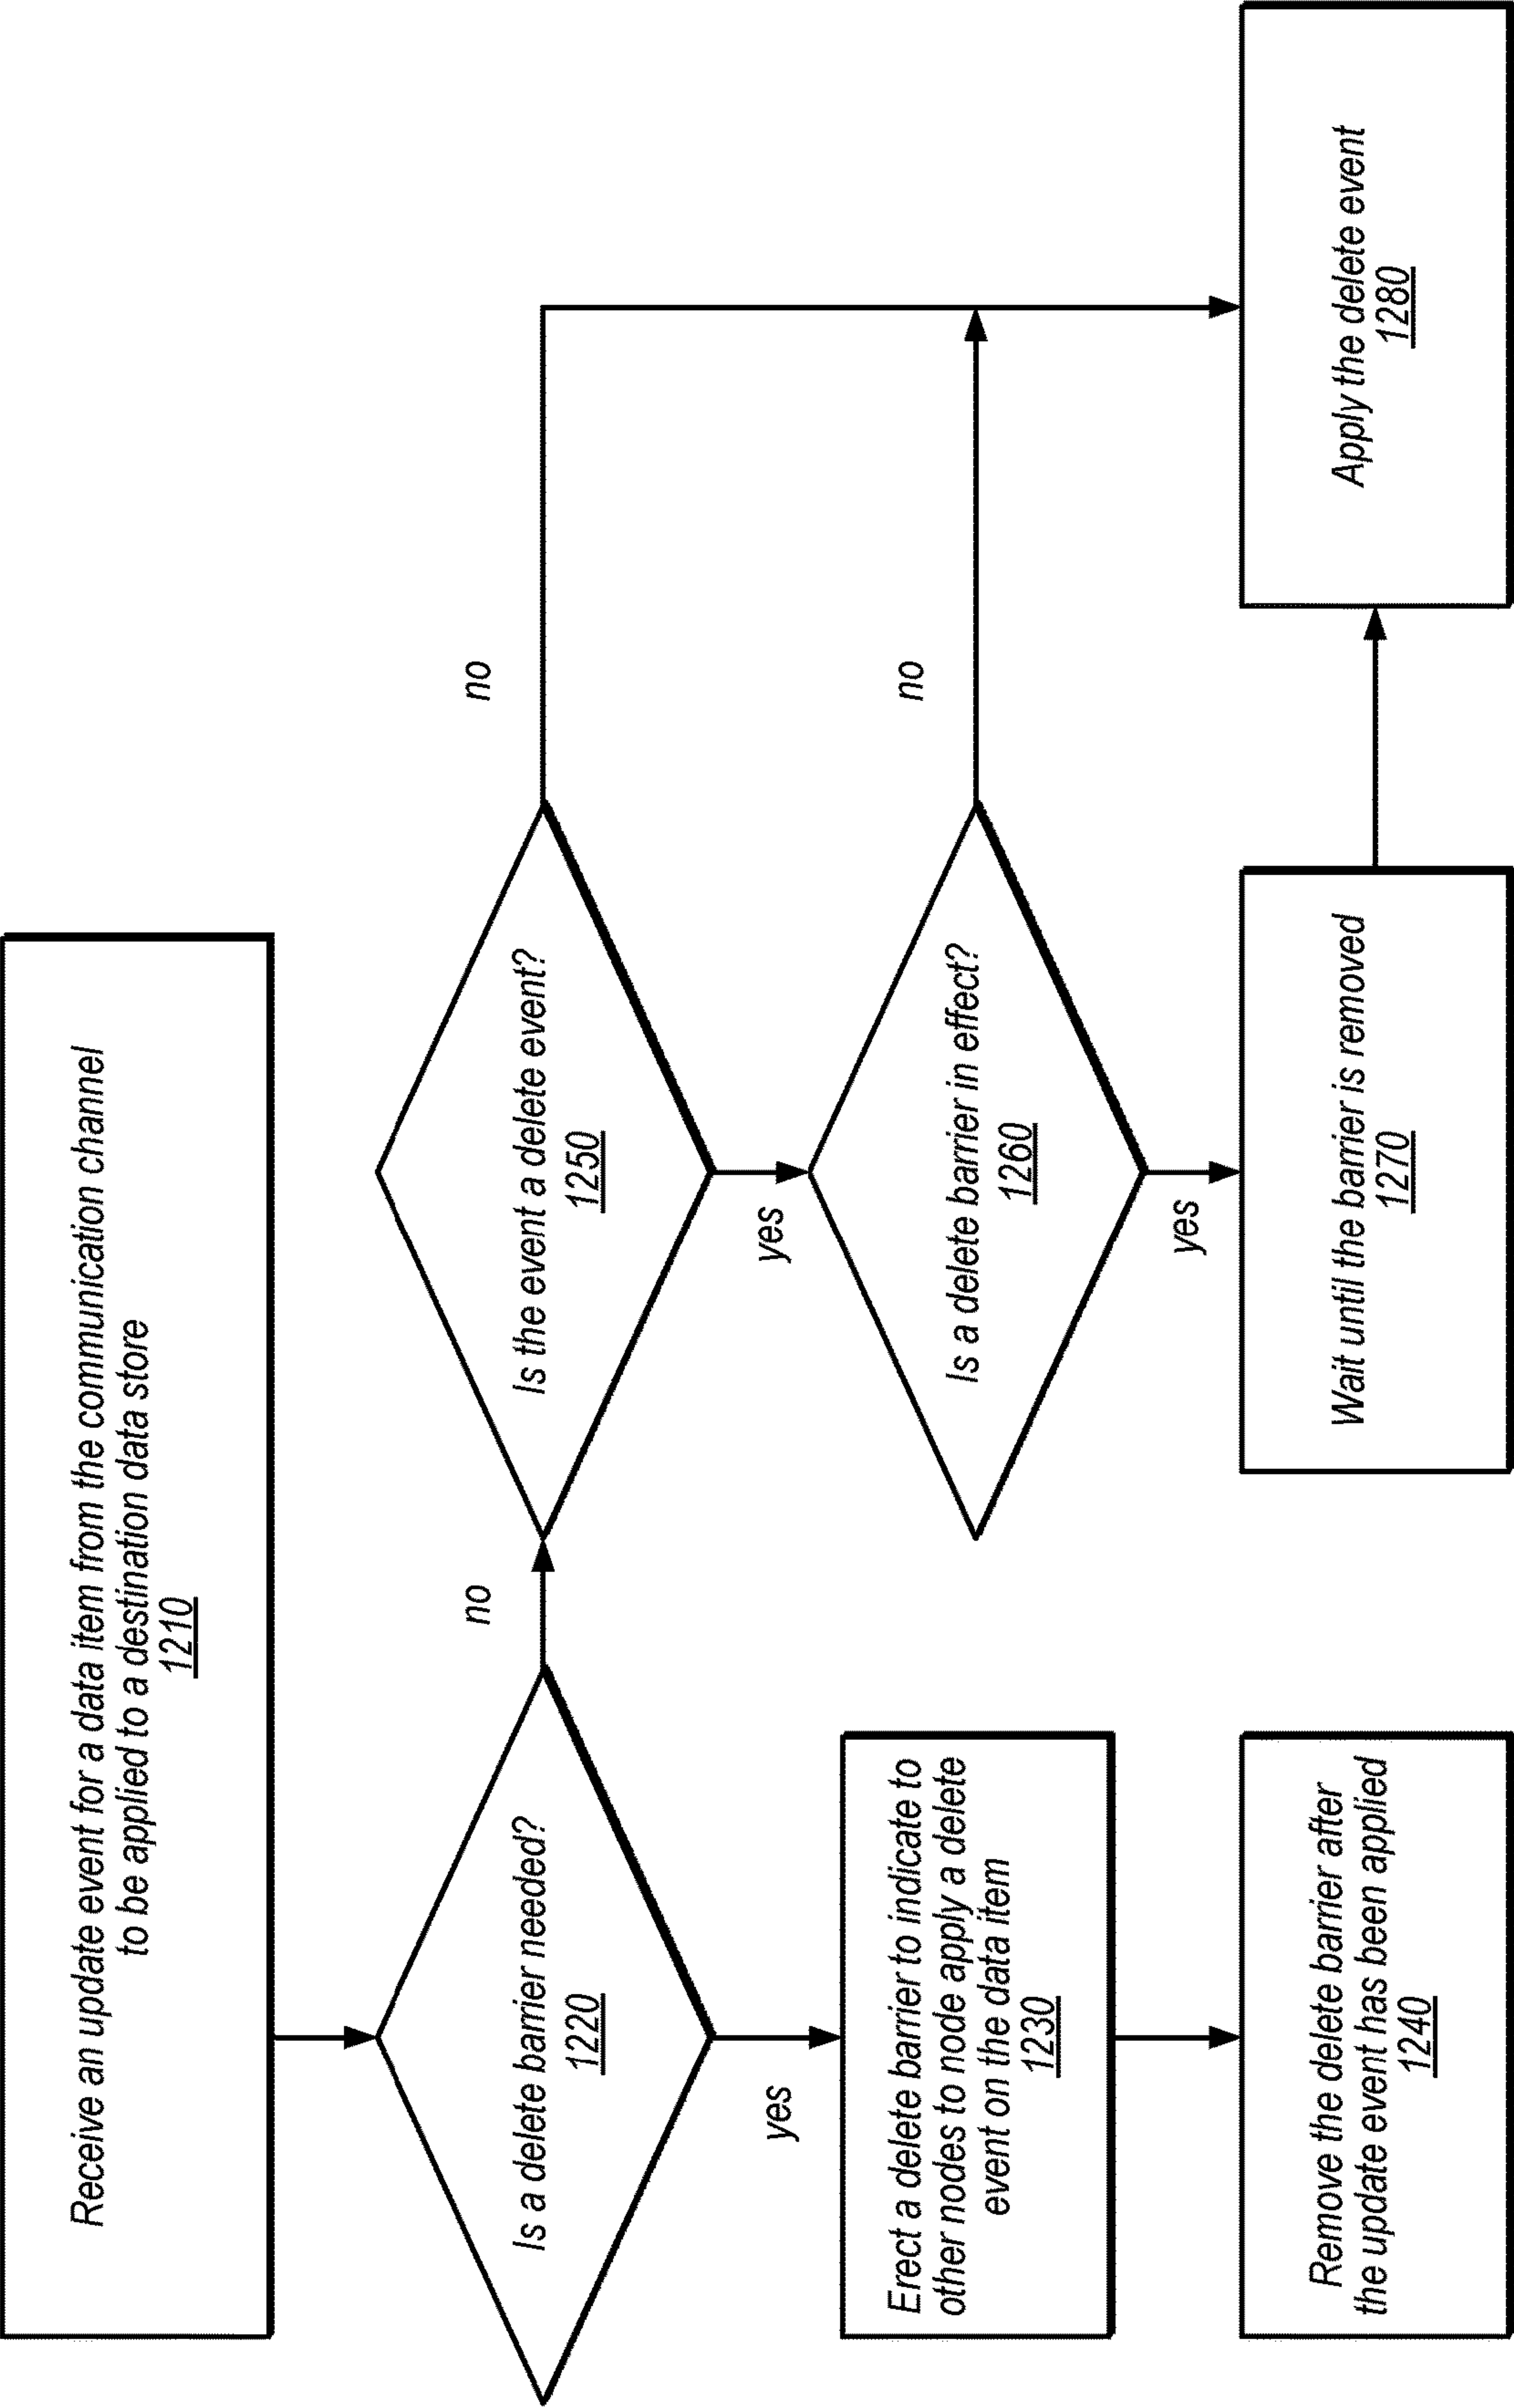 Receive an update event for a data item from the communication channel
to be applied to a destination data store
1210
Is a delete barrier needed?
1220
no
yes
Erect a delete barrier to indicate to
other nodes to node apply a delete
event on the data item
1230
Remove the delete barrier after
the update event has been applied
1240
Is the event a delete event?
1250
no
yes
Is a delete barrier in effect?
1260
no
yes
Wait until the barrier is removed
1270
Apply the delete event
1280